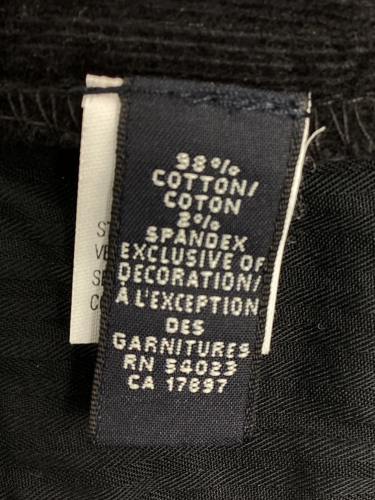 98%
COTTON/
COTON
2%
SPANDEX
EXCLUSIVE OF
DECORATION/
À L'EXCEPTION
DES
GARNITURES
RN 54023
CA 17897